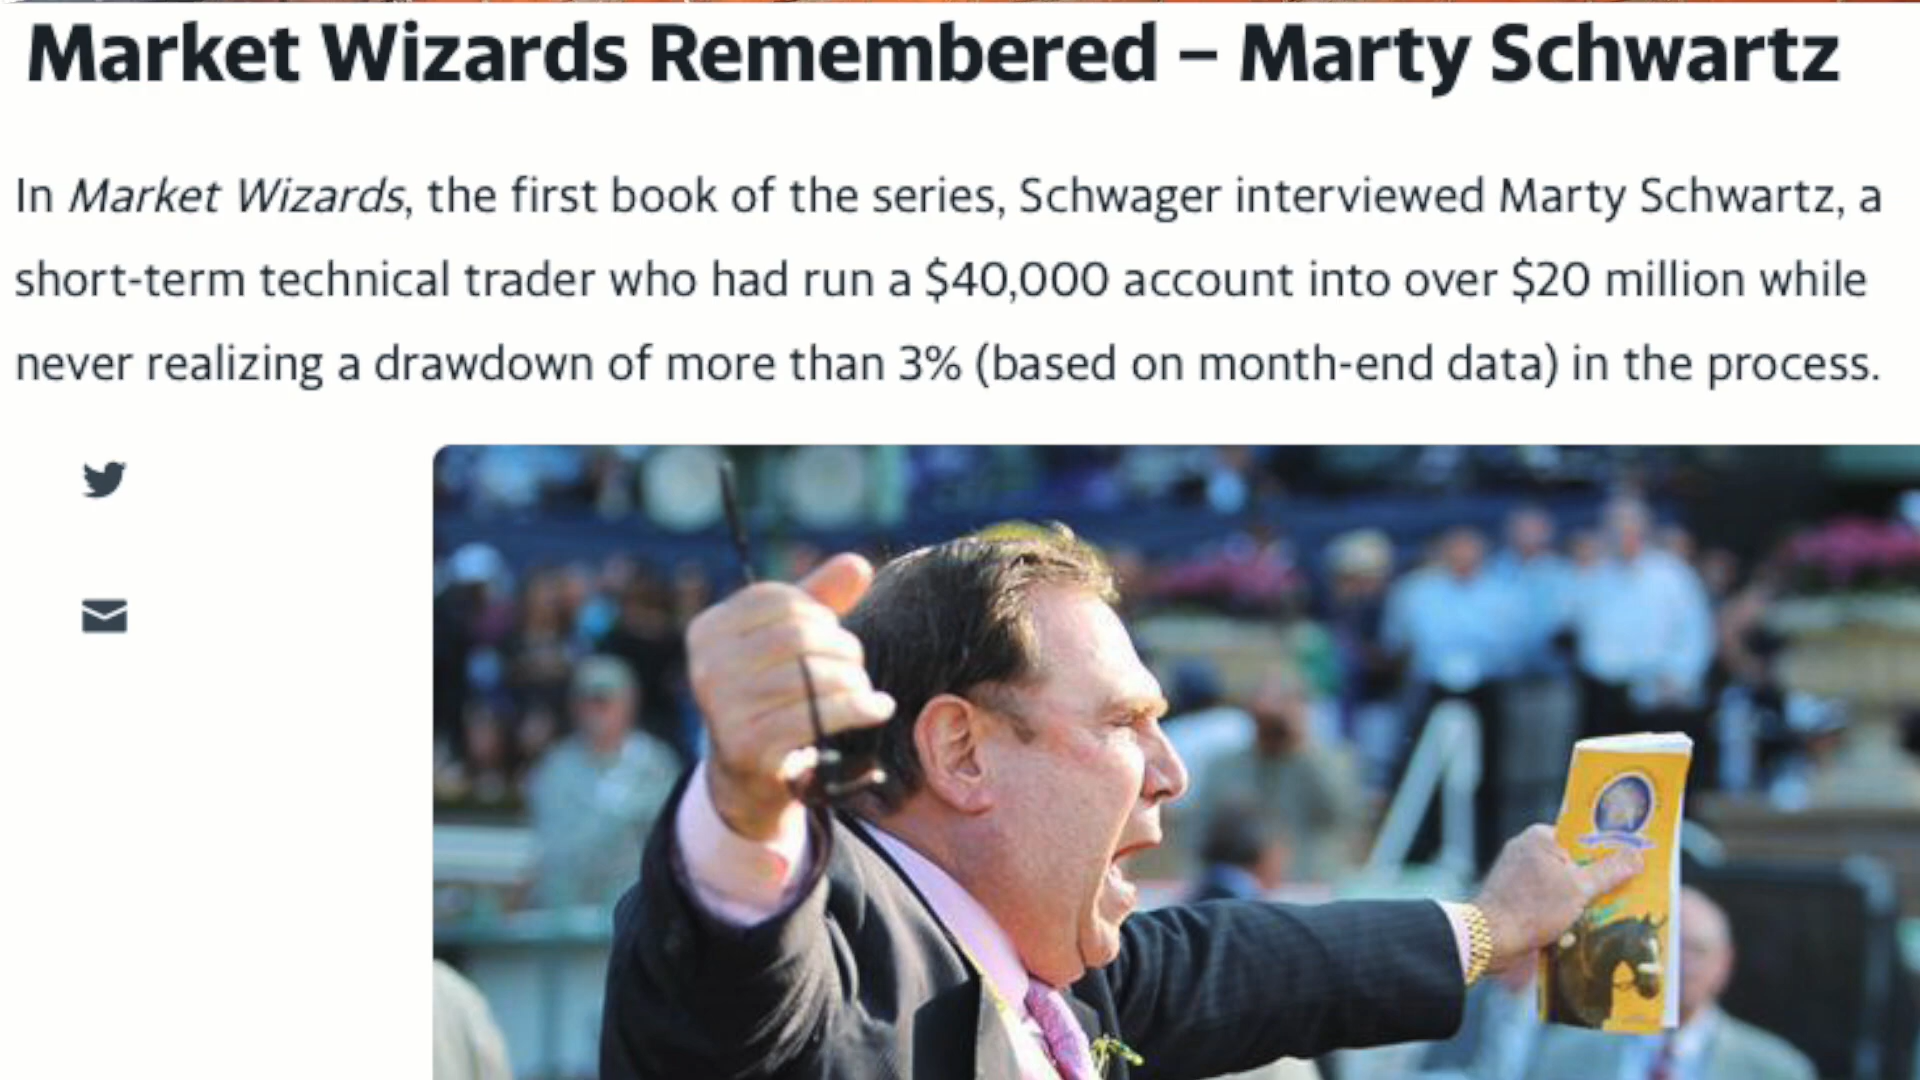 Market Wizards Remembered – Marty Schwartz
In Market Wizards, the first book of the series, Schwager interviewed Marty Schwartz, a
short-term technical trader who had run a $40,000 account into over $20 million while
never realizing a drawdown of more than 3% (based on month-end data) in the process.